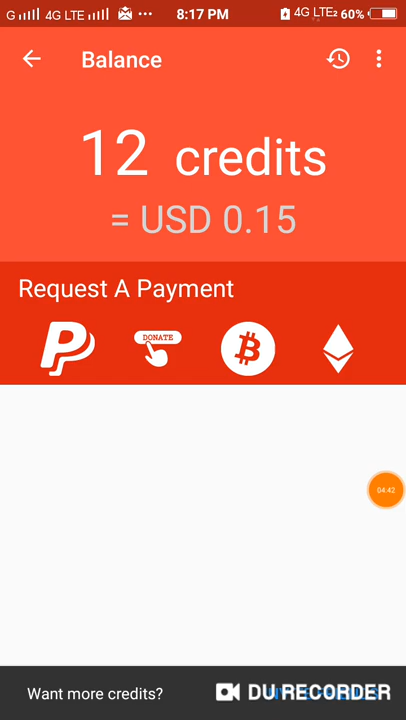 G 4G LTE 8:17 PM 4G LTE2 60%
Balance
12 credits
= USD 0.15
Request A Payment
DONATE
04:42
Want more credits?
DU RECORDER